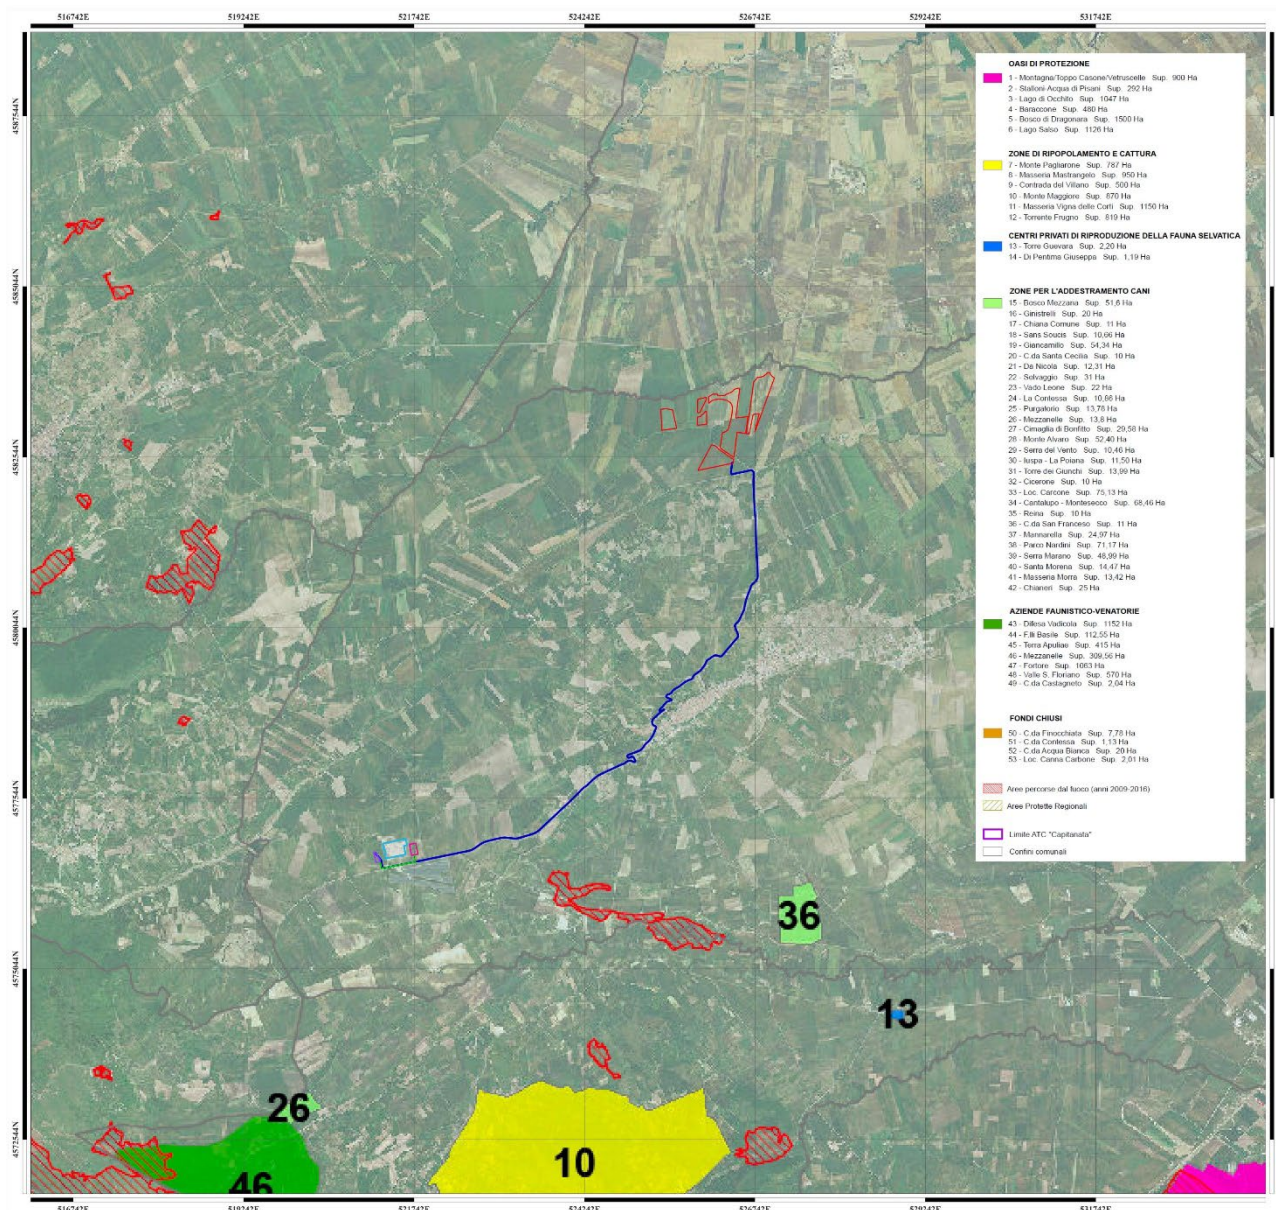 516742E 519242E 521742E 524242E 526742E 529242E 531742E
4587544N
4585044N
4582544N
4580044N
4577544N
4575044N
4572544N
OASI DI PROTEZIONE
1 - Montagna/Toppo Casone/Vetruscelle Sup. 900 Ha
2 - Stalloni-Acqua di Pisani Sup. 292 Ha
3 - Lago di Occhito Sup. 1047 Ha
4 - Baraccone Sup. 480 Ha
5 - Bosco di Dragonara Sup. 1500 Ha
6 - Lago Salso Sup. 1126 Ha
ZONE DI RIPOPOLAMENTO E CATTURA
7 - Monte Pagliarone Sup. 787 Ha
8 - Masseria Mastrangelo Sup. 950 Ha
9 - Contrada del Villano Sup. 500 Ha
10 - Monte Maggiore Sup. 670 Ha
11 - Masseria Vigna delle Corti Sup. 1150 Ha
12 - Torrente Frugno Sup. 819 Ha
CENTRI PRIVATI DI RIPRODUZIONE DELLA FAUNA SELVATICA
13 - Torre Guevara Sup. 2,20 Ha
14 - Di Pentima Giuseppa Sup. 1,19 Ha
ZONE PER L'ADDESTRAMENTO CANI
15 - Bosco Mezzana Sup. 51,6 Ha
16 - Ginistrelli Sup. 20 Ha
17 - Chiana Comune Sup. 11 Ha
18 - Sans Soucis Sup. 10,66 Ha
19 - Giancamillo Sup. 54,34 Ha
20 - C.da Santa Cecilia Sup. 10 Ha
21 - De Nicola Sup. 12,31 Ha
22 - Selvaggio Sup. 31 Ha
23 - Vado Leone Sup. 22 Ha
24 - La Contessa Sup. 10,86 Ha
25 - Purgatorio Sup. 13,78 Ha
26 - Mezzanelle Sup. 13,8 Ha
27 - Cimaglia di Bonfitto Sup. 29,58 Ha
28 - Monte Alvaro Sup. 52,40 Ha
29 - Serra del Vento Sup. 10,46 Ha
30 - Iuspa - La Poiana Sup. 11,50 Ha
31 - Torre dei Giunchi Sup. 13,99 Ha
32 - Cicerone Sup. 10 Ha
33 - Loc. Carcone Sup. 75,13 Ha
34 - Cantalupo - Montesecco Sup. 68,46 Ha
35 - Reina Sup. 10 Ha
36 - C.da San Franceso Sup. 11 Ha
37 - Mannarella Sup. 24,97 Ha
38 - Parco Nardini Sup. 71,17 Ha
39 - Serra Marano Sup. 48,99 Ha
40 - Santa Morena Sup. 14,47 Ha
41 - Masseria Morra Sup. 13,42 Ha
42 - Chianeri Sup. 25 Ha
AZIENDE FAUNISTICO-VENATORIE
43 - Difesa Vadicola Sup. 1152 Ha
44 - F.lli Basile Sup. 112,55 Ha
45 - Terra Apuliae Sup. 415 Ha
46 - Mezzanelle Sup. 309,56 Ha
47 - Fortore Sup. 1063 Ha
48 - Valle S. Floriano Sup. 570 Ha
49 - C.da Castagneto Sup. 2,04 Ha
FONDI CHIUSI
50 - C.da Finocchiata Sup. 7,78 Ha
51 - C.da Contessa Sup. 1,13 Ha
52 - C.da Acqua Bianca Sup. 20 Ha
53 - Loc. Canna Carbone Sup. 2,01 Ha
Aree percorse dal fuoco (anni 2009-2016)
Aree Protette Regionali
Limite ATC "Capitanata"
Confini comunali
36
13
26
10
46
516742E 519242E 521742E 524242E 526742E 529242E 531742E